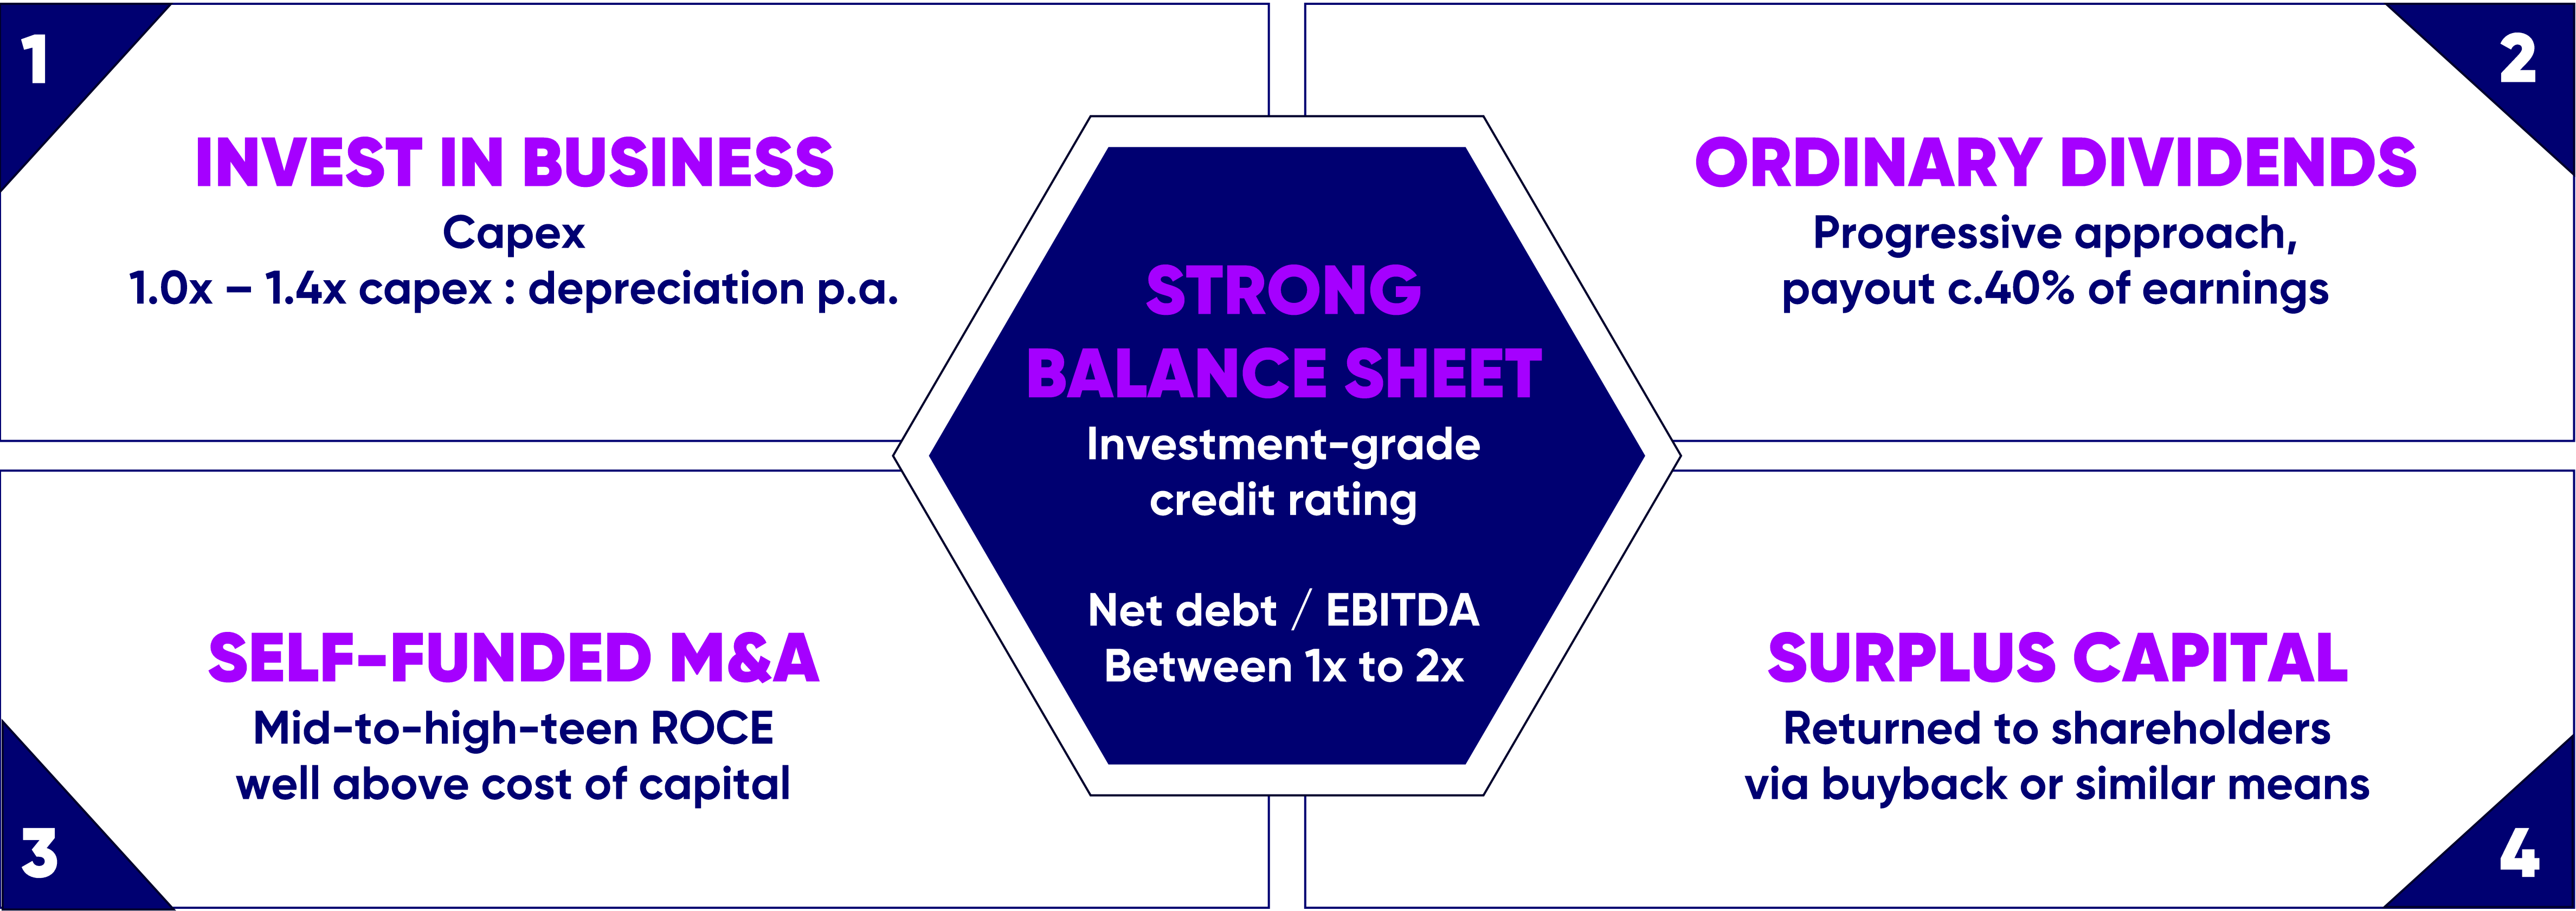 1
INVEST IN BUSINESS
Capex
1.0x – 1.4x capex : depreciation p.a.
2
ORDINARY DIVIDENDS
Progressive approach,
payout c.40% of earnings
STRONG
BALANCE SHEET
Investment-grade
credit rating
Net debt / EBITDA
Between 1x to 2x
3
SELF-FUNDED M&A
Mid-to-high-teen ROCE
well above cost of capital
4
SURPLUS CAPITAL
Returned to shareholders
via buyback or similar means